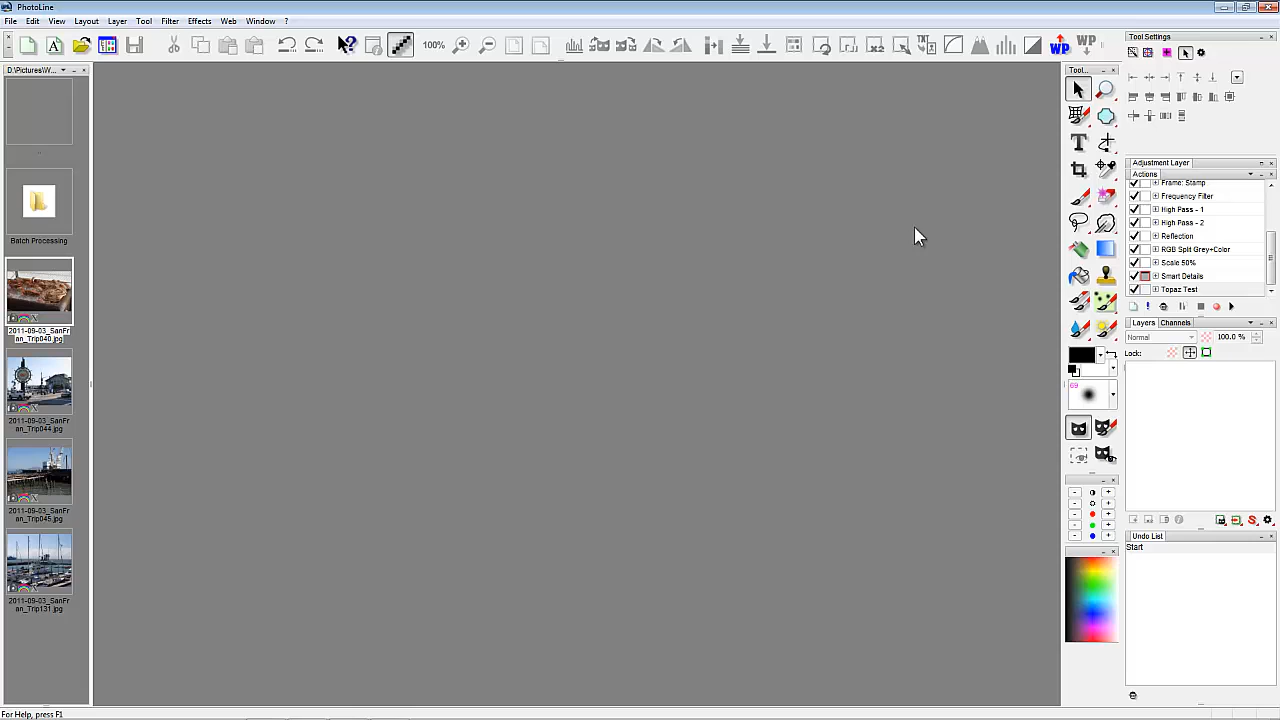 PhotoLine
File Edit View Layout Layer Tool Filter Effects Web Window ?
100%
WP WP
D:\Pictures\W...
Batch Processing
2011-09-03_SanFr
an_Trip040.jpg
2011-09-03_SanFr
an_Trip044.jpg
2011-09-03_SanFr
an_Trip045.jpg
2011-09-03_SanFr
an_Trip131.jpg
Tool...
69
Tool Settings
Adjustment Layer
Actions
Frame: Stamp
Frequency Filter
High Pass - 1
High Pass - 2
Reflection
RGB Split Grey+Color
Scale 50%
Smart Details
Topaz Test
Layers Channels
Normal 100.0 %
Lock:
Undo List
Start
For Help, press F1